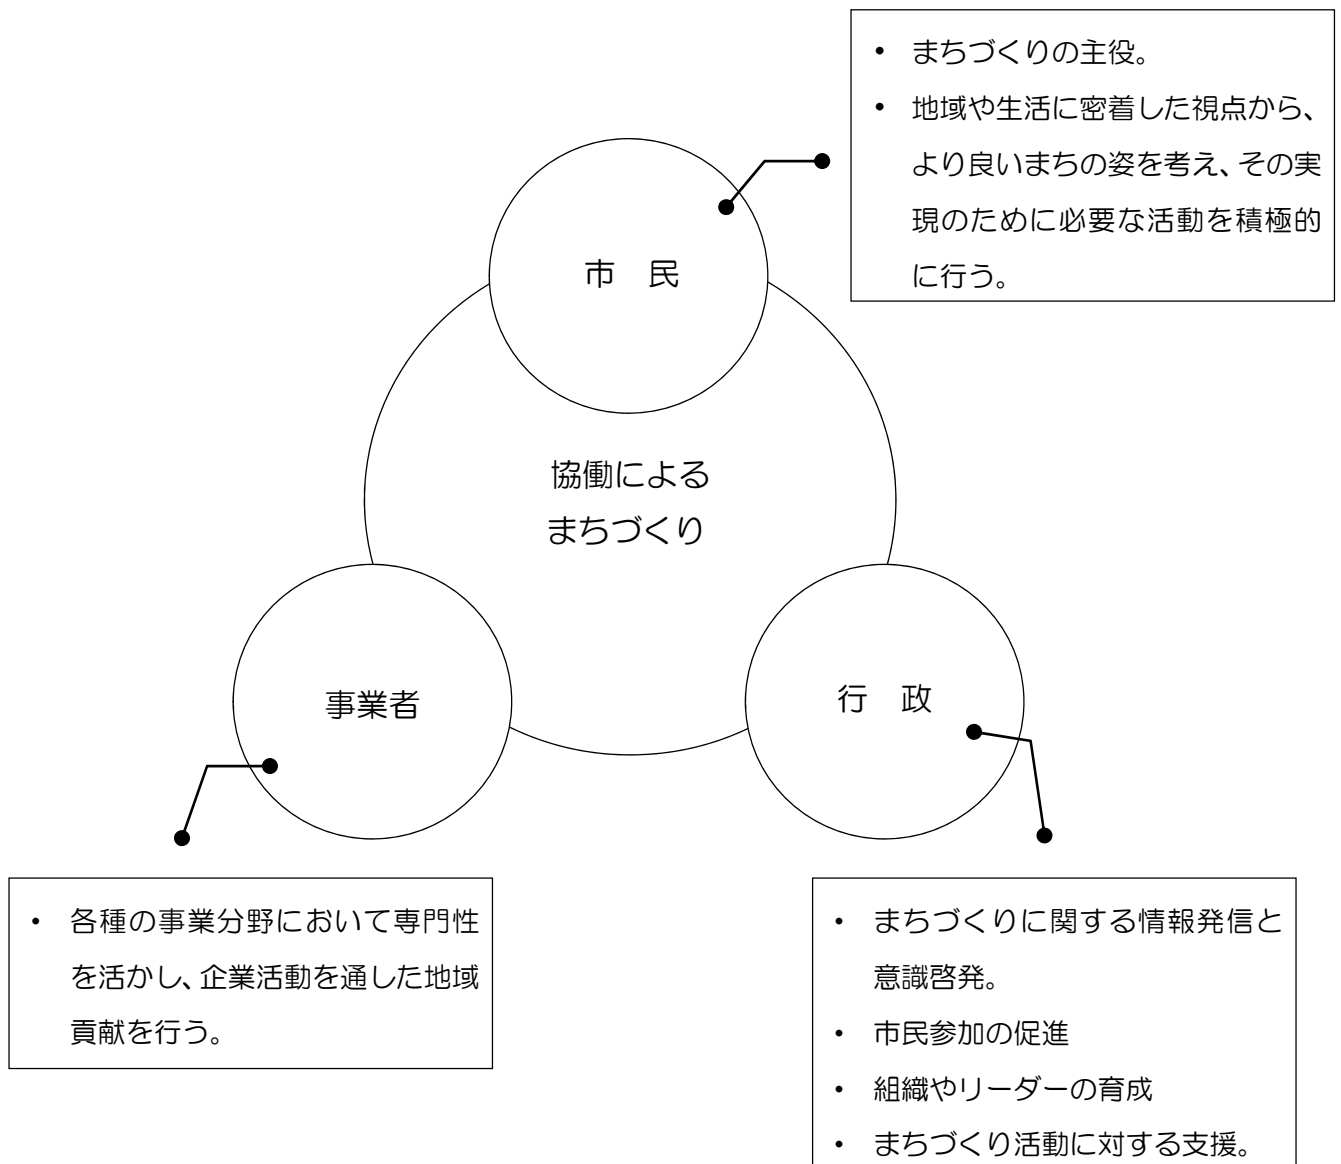 • まちづくりの主役。
• 地域や生活に密着した視点から、
より良いまちの姿を考え、その実
現のために必要な活動を積極的
に行う。
市　民
協働による
まちづくり
事業者
行　政
• 各種の事業分野において専門性
を活かし、企業活動を通した地域
貢献を行う。
• まちづくりに関する情報発信と
意識啓発。
• 市民参加の促進
• 組織やリーダーの育成
• まちづくり活動に対する支援。